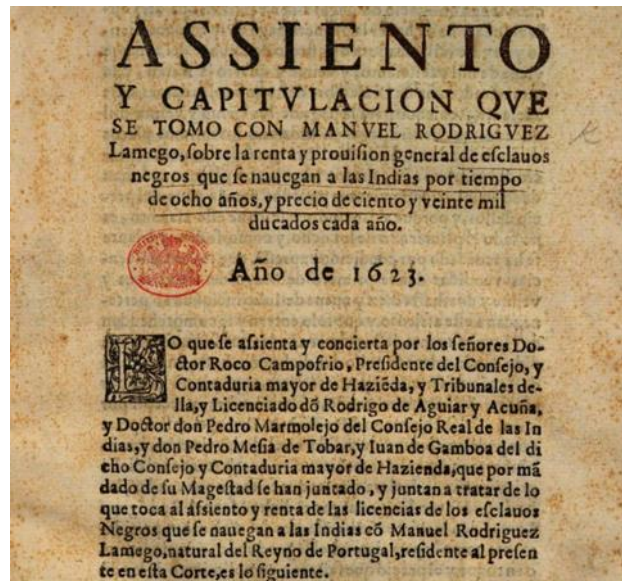 ASSIENTO
Y CAPITVLACION QVE
SE TOMO CON MANVEL RODRIGVEZ
Lamego, ſobre la renta y prouiſion general de eſclauos
negros que ſe nauegan a las Indias por tiempo
de ocho años, y precio de ciento y veinte mil
ducados cada año.
Año de 1623.
LO que ſe aſsienta y concierta por los ſeñores Do-
ctor Roco Campofrio, Preſidente del Conſejo, y
Contaduria mayor de Haziẽda, y Tribunales de-
lla, y Licenciado dõ Rodrigo de Aguiar y Acuña,
y Doctor don Pedro Marmolejo del Conſejo Real de las In
dias, y don Pedro Meſia de Tobar, y Iuan de Gamboa del di
cho Conſejo y Contaduria mayor de Hazienda, que por mã
dado de ſu Mageſtad ſe han juntado, y juntan a tratar de lo
que toca al aſsiento y renta de las licencias de los eſclauos
Negros que ſe nauegan a las Indias cõ Manuel Rodriguez
Lamego, natural del Reyno de Portugal, reſidente al preſen
te en eſta Corte, es lo ſiguiente.